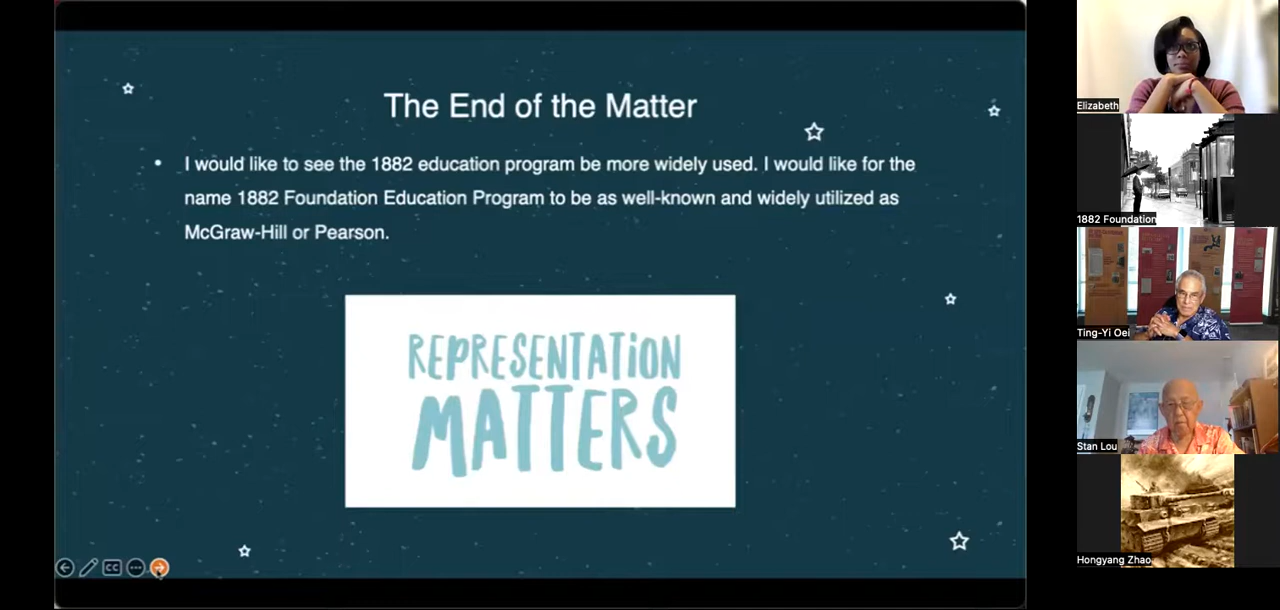 The End of the Matter
• I would like to see the 1882 education program be more widely used. I would like for the
name 1882 Foundation Education Program to be as well-known and widely utilized as
McGraw-Hill or Pearson.
REPRESENTATiON
MATTERS
CC
Elizabeth
1882 Foundation
Ting-Yi Oei
Stan Lou
Hongyang Zhao